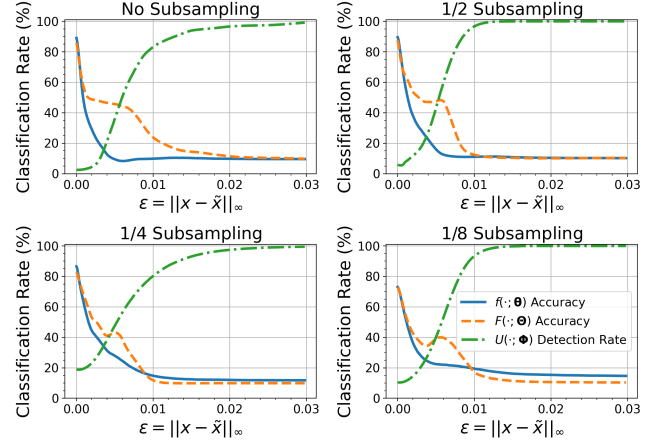 No Subsampling
Classification Rate (%)
100
80
60
40
20
0
0.00 0.01 0.02 0.03
ε = ||x − x̃||∞
1/2 Subsampling
Classification Rate (%)
100
80
60
40
20
0
0.00 0.01 0.02 0.03
ε = ||x − x̃||∞
1/4 Subsampling
Classification Rate (%)
100
80
60
40
20
0
0.00 0.01 0.02 0.03
ε = ||x − x̃||∞
1/8 Subsampling
Classification Rate (%)
100
80
60
40
20
0
f(·; θ) Accuracy
F(·; Θ) Accuracy
U(·; Φ) Detection Rate
0.00 0.01 0.02 0.03
ε = ||x − x̃||∞